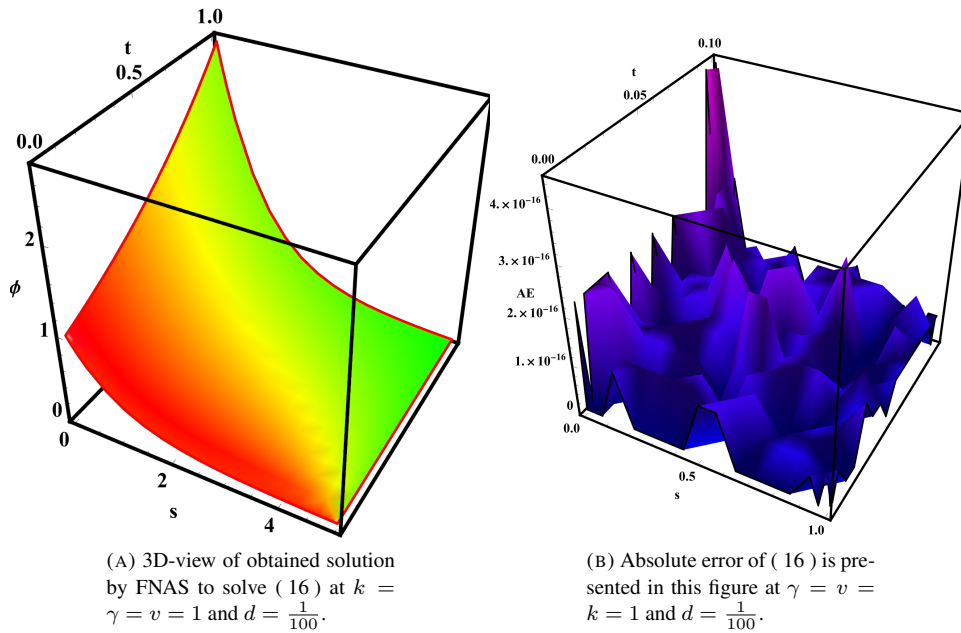 1.0
t
0.5
0.0
2
ϕ
1
0
0
2
s
4
0.10
t
0.05
0.00
4.×10⁻¹⁶
3.×10⁻¹⁶
AE
2.×10⁻¹⁶
1.×10⁻¹⁶
0
0.0
0.5
s
1.0
(A) 3D-view of obtained solution
by FNAS to solve ( 16 ) at k =
γ = v = 1 and d = 1/100.
(B) Absolute error of ( 16 ) is pre-
sented in this figure at γ = v =
k = 1 and d = 1/100.